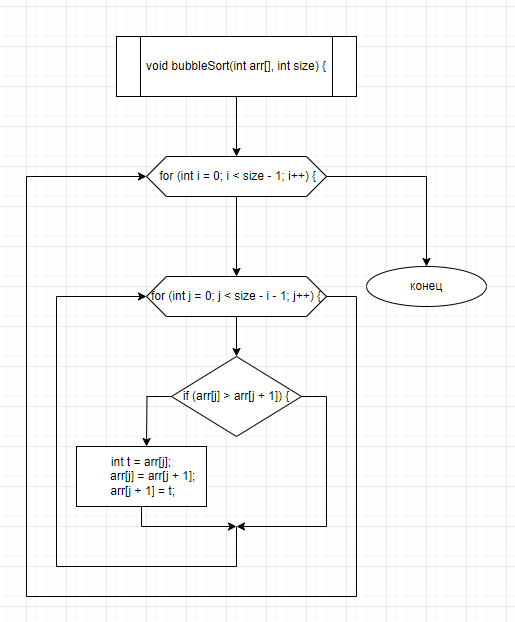 void bubbleSort(int arr[], int size) {
for (int i = 0; i < size - 1; i++) {
for (int j = 0; j < size - i - 1; j++) {
конец
if (arr[j] > arr[j + 1]) {
int t = arr[j];
arr[j] = arr[j + 1];
arr[j + 1] = t;